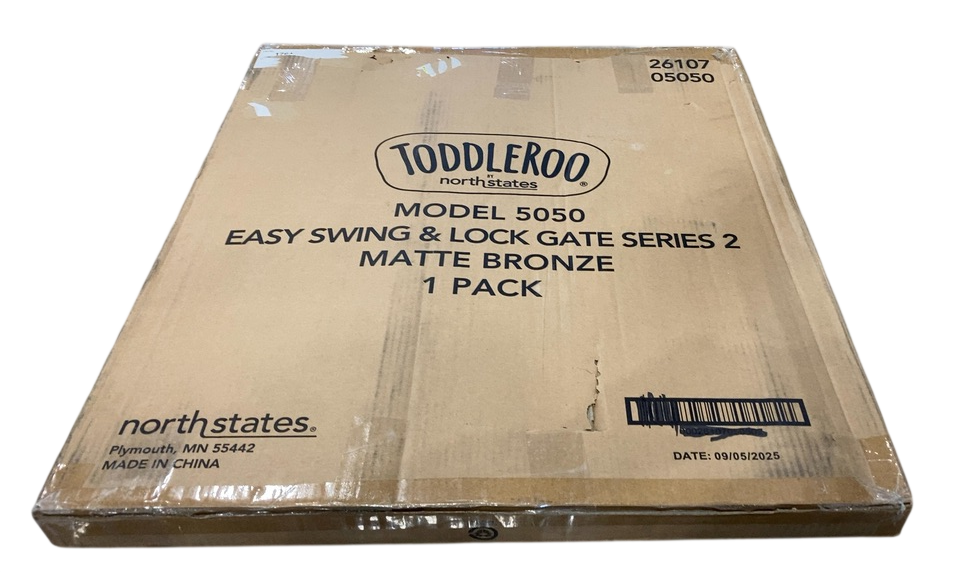 26107
05050
TODDLEROO
BY
northstates®
MODEL 5050
EASY SWING & LOCK GATE SERIES 2
MATTE BRONZE
1 PACK
northstates®
Plymouth, MN 55442
MADE IN CHINA
DATE: 09/05/2025